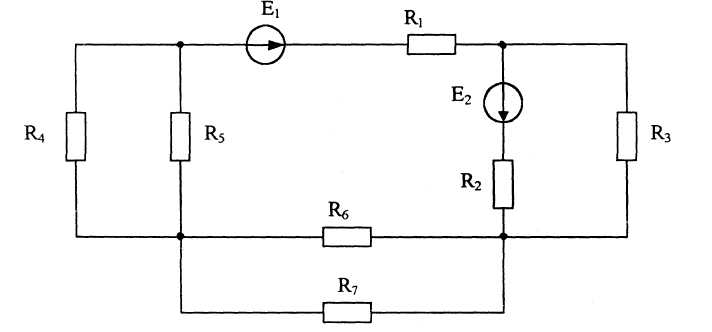 E₁
R₁
E₂
R₄
R₅
R₃
R₂
R₆
R₇